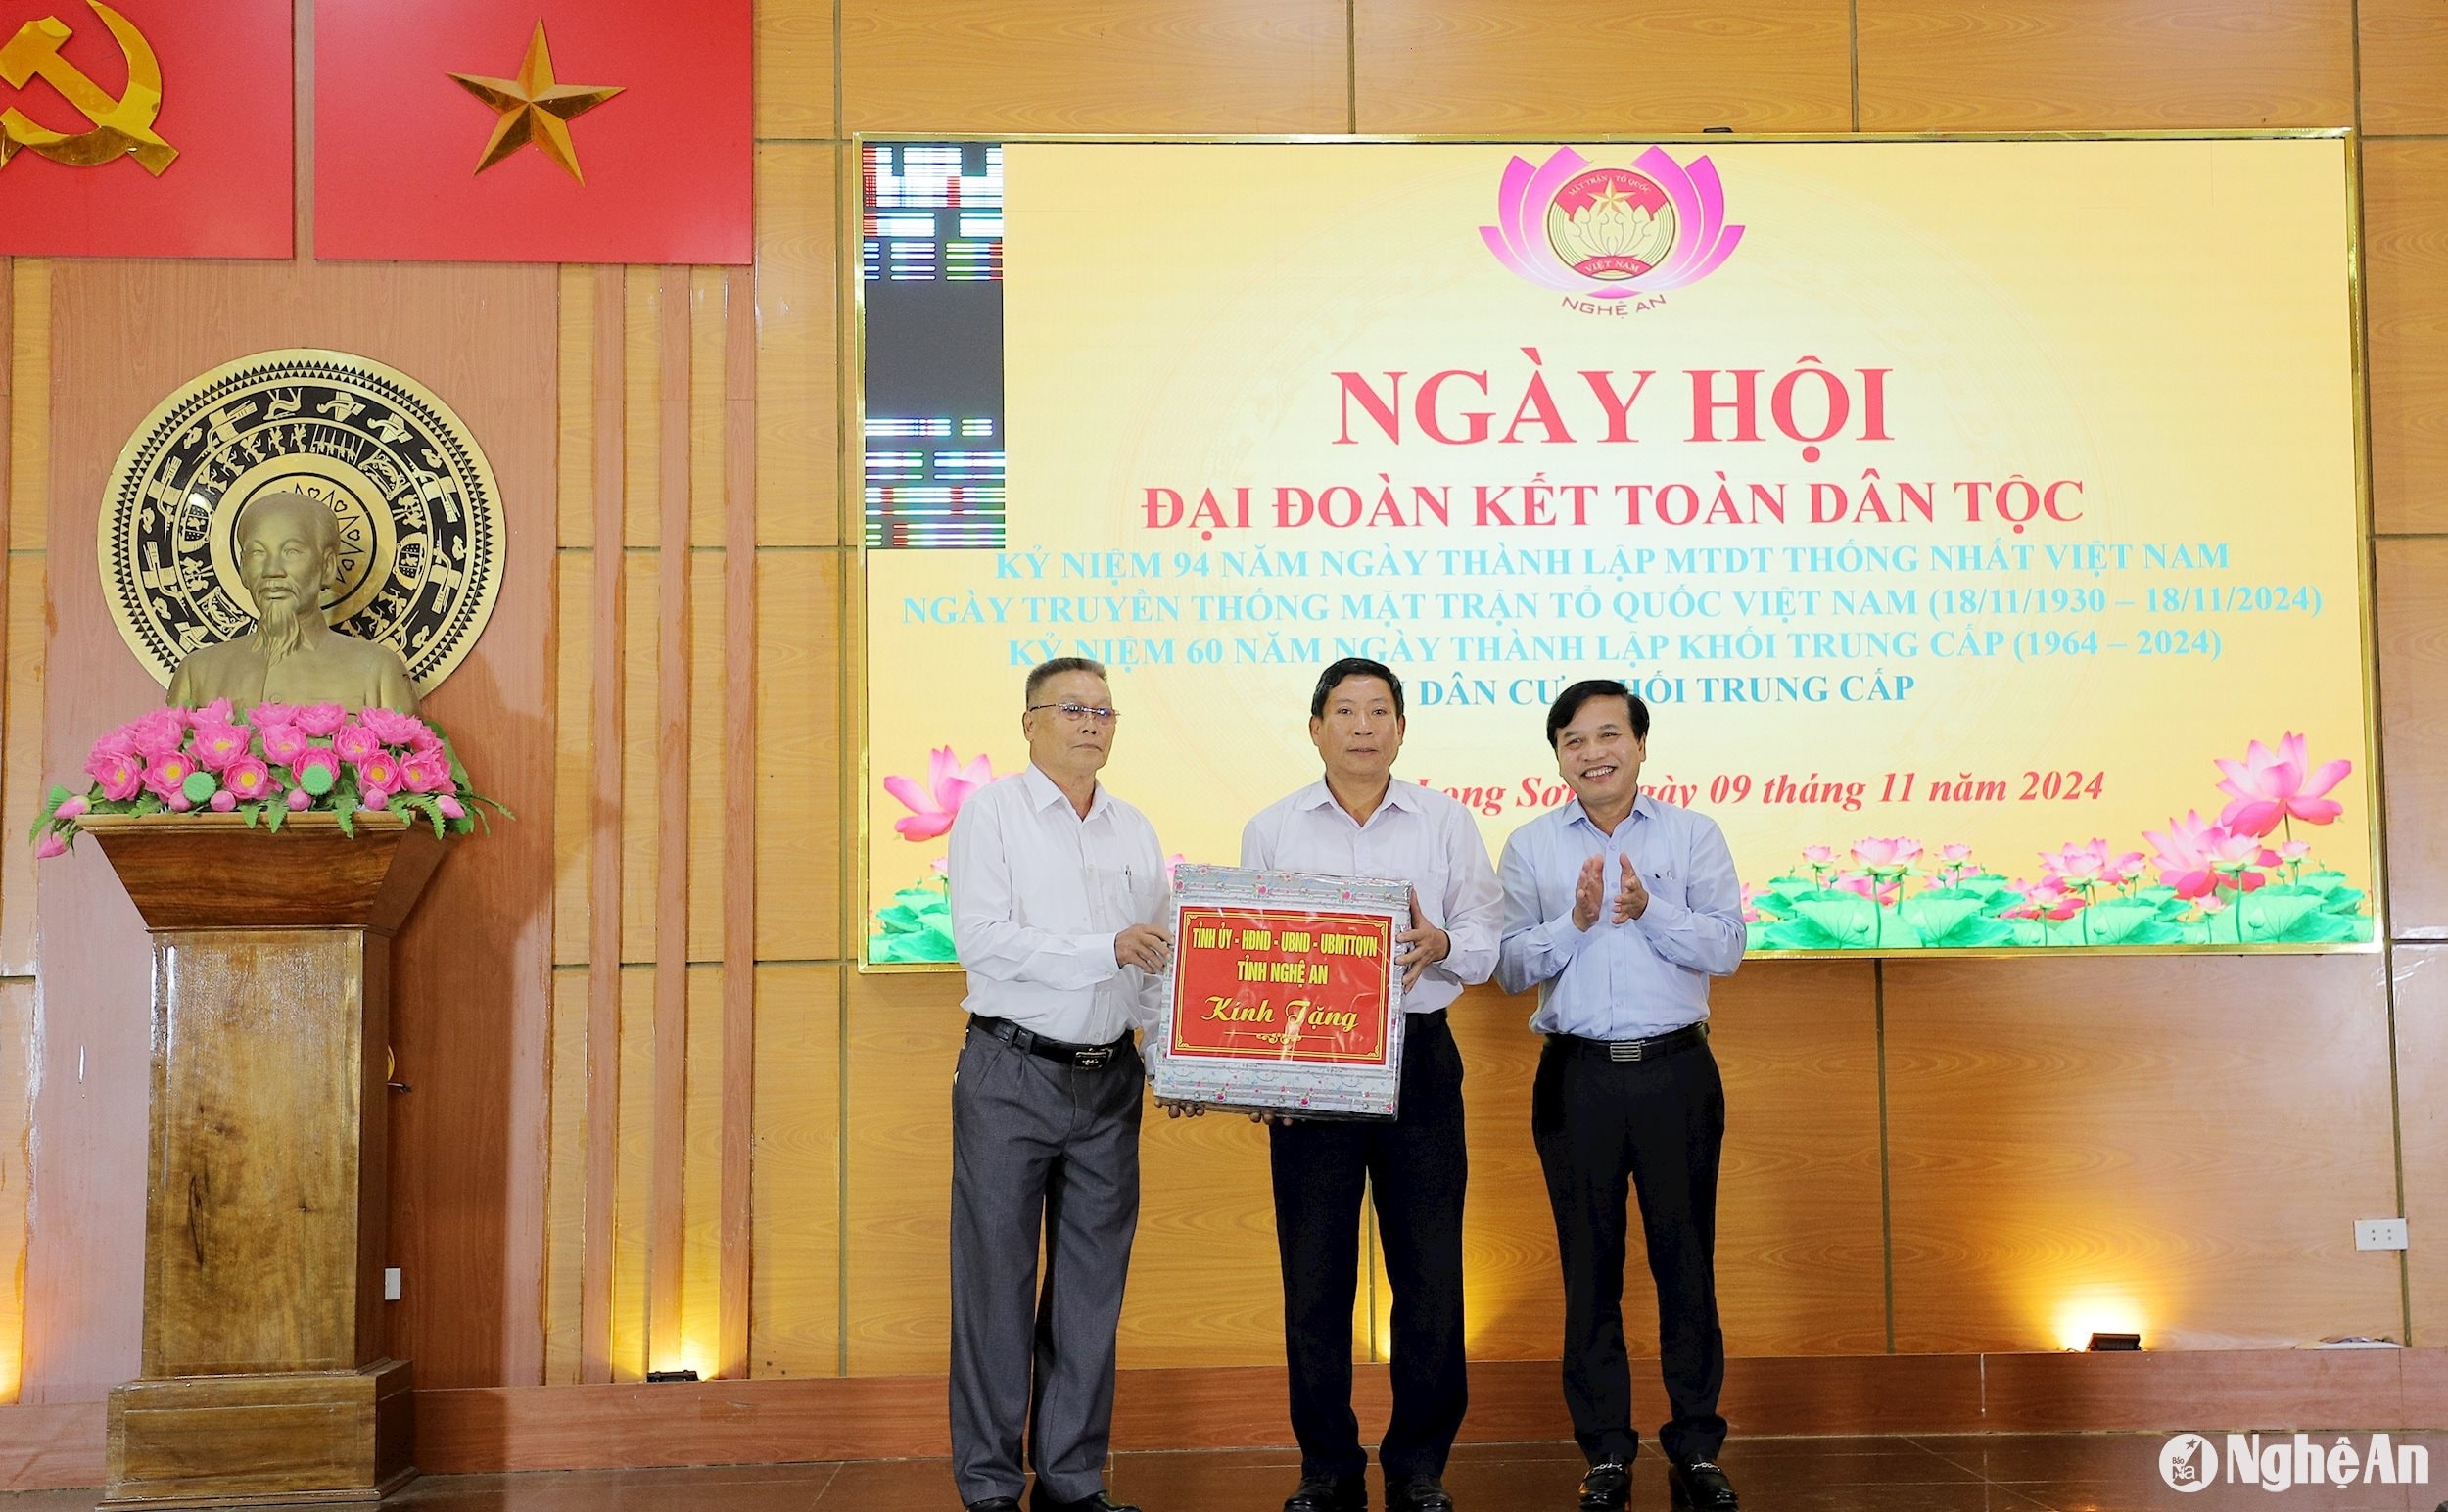 MẶT TRẬN TỔ QUỐC
VIỆT NAM
NGHỆ AN
NGÀY HỘI
ĐẠI ĐOÀN KẾT TOÀN DÂN TỘC
KỶ NIỆM 94 NĂM NGÀY THÀNH LẬP MTDT THỐNG NHẤT VIỆT NAM
NGÀY TRUYỀN THỐNG MẶT TRẬN TỔ QUỐC VIỆT NAM (18/11/1930 – 18/11/2024)
KỶ NIỆM 60 NĂM NGÀY THÀNH LẬP KHỐI TRUNG CẤP (1964 – 2024)
DÂN CƯ KHỐI TRUNG CẤP
Long Sơn, ngày 09 tháng 11 năm 2024
TỈNH ỦY - HĐND - UBND - UBMTTQVN
TỈNH NGHỆ AN
Kính Tặng
Báo Na NghệAn